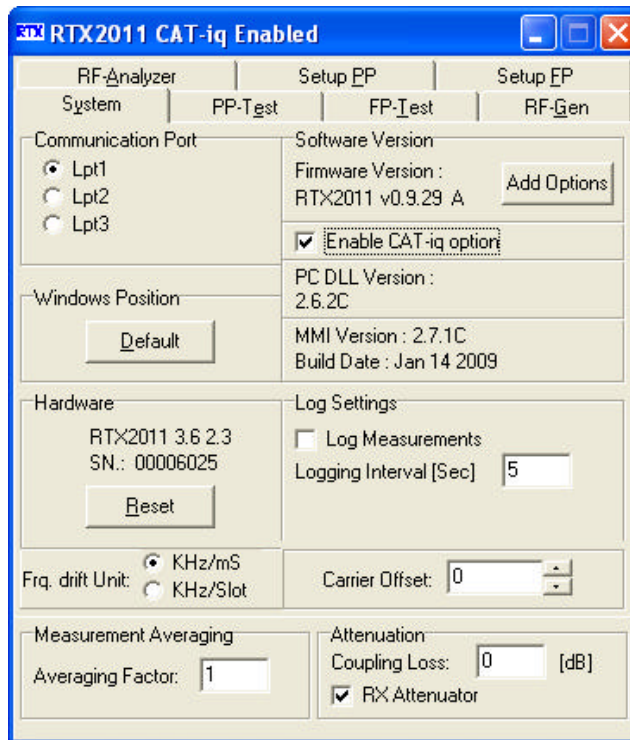 RTX RTX2011 CAT-iq Enabled
RF-Analyzer Setup PP Setup FP
System PP-Test FP-Test RF-Gen
Communication Port
Lpt1
Lpt2
Lpt3
Software Version
Firmware Version :
RTX2011 v0.9.29 A
Add Options
Enable CAT-iq option
PC DLL Version :
2.6.2C
Windows Position
Default
MMI Version : 2.7.1C
Build Date : Jan 14 2009
Hardware
RTX2011 3.6 2.3
SN.: 00006025
Reset
Log Settings
Log Measurements
Logging Interval [Sec] 5
Frq. drift Unit:
KHz/mS
KHz/Slot
Carrier Offset: 0
Measurement Averaging
Averaging Factor: 1
Attenuation
Coupling Loss: 0 [dB]
RX Attenuator